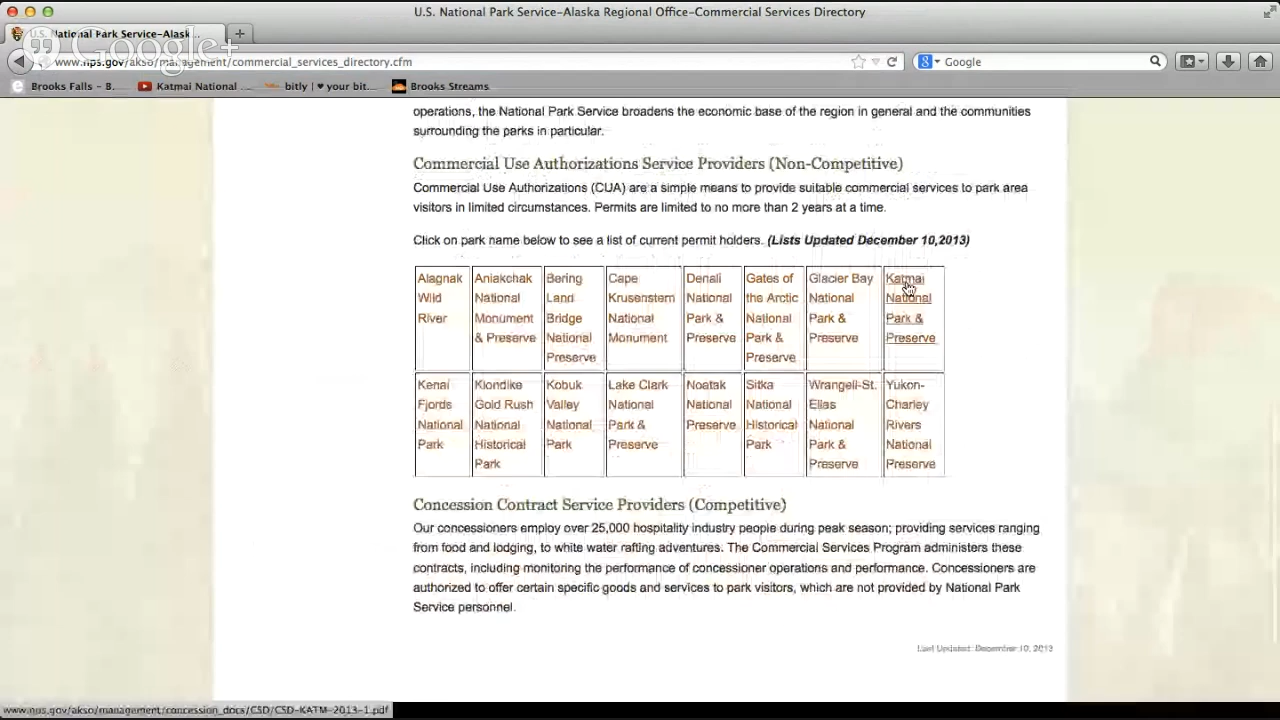 U.S. National Park Service-Alaska Regional Office-Commercial Services Directory
U.S. National Park Service-Alask...
Google+
www.nps.gov/akso/management/commercial_services_directory.cfm
Google
Brooks Falls - B...
Katmai National ...
bitly | ♥ your bit...
Brooks Streams
operations, the National Park Service broadens the economic base of the region in general and the communities
surrounding the parks in particular.
Commercial Use Authorizations Service Providers (Non-Competitive)
Commercial Use Authorizations (CUA) are a simple means to provide suitable commercial services to park area
visitors in limited circumstances. Permits are limited to no more than 2 years at a time.
Click on park name below to see a list of current permit holders. (Lists Updated December 10,2013)
Alagnak
Wild
River
Aniakchak
National
Monument
& Preserve
Bering
Land
Bridge
National
Preserve
Cape
Krusenstern
National
Monument
Denali
National
Park &
Preserve
Gates of
the Arctic
National
Park &
Preserve
Glacier Bay
National
Park &
Preserve
Katmai
National
Park &
Preserve
Kenai
Fjords
National
Park
Klondike
Gold Rush
National
Historical
Park
Kobuk
Valley
National
Park
Lake Clark
National
Park &
Preserve
Noatak
National
Preserve
Sitka
National
Historical
Park
Wrangell-St.
Elias
National
Park &
Preserve
Yukon-
Charley
Rivers
National
Preserve
Concession Contract Service Providers (Competitive)
Our concessioners employ over 25,000 hospitality industry people during peak season; providing services ranging
from food and lodging, to white water rafting adventures. The Commercial Services Program administers these
contracts, including monitoring the performance of concessioner operations and performance. Concessioners are
authorized to offer certain specific goods and services to park visitors, which are not provided by National Park
Service personnel.
Last Updated: December 10, 2013
www.nps.gov/akso/management/concession_docs/CSD/CSD-KATM-2013-1.pdf